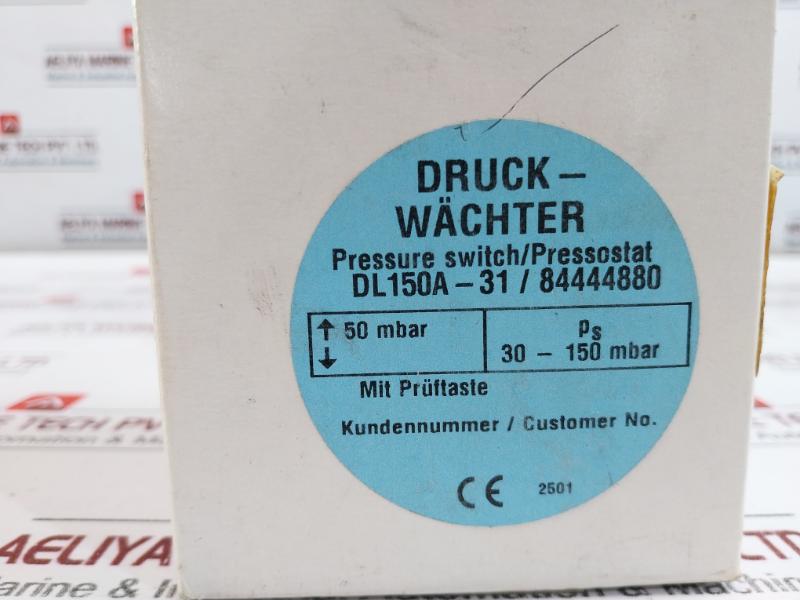 DRUCK –
WÄCHTER
Pressure switch/Pressostat
DL150A – 31 / 84444880
↑ 50 mbar
↓
ps
30 – 150 mbar
Mit Prüftaste
Kundennummer / Customer No.
CE 2501
AELIYA